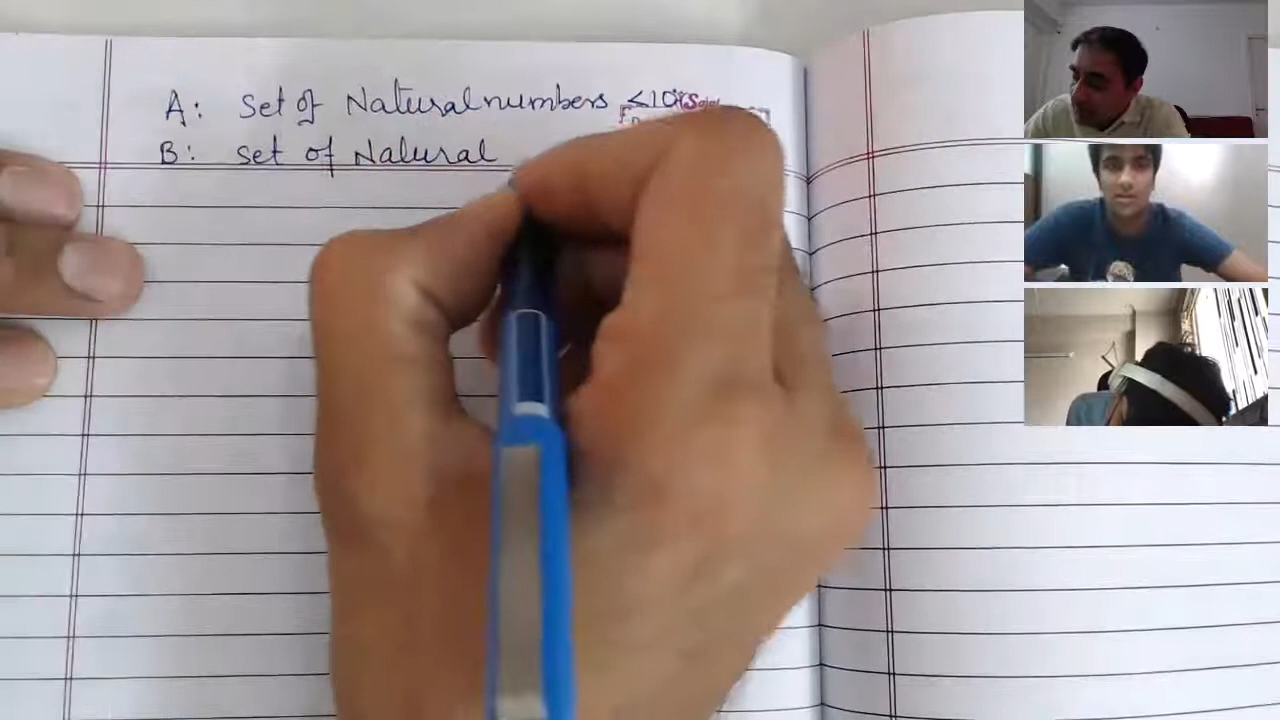 A: Set of Natural numbers ≤10
B: set of Natural